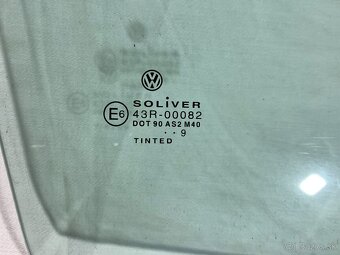 SOLIVER
E6 43R-00082
DOT 90 AS2 M40
. . 9
TINTED